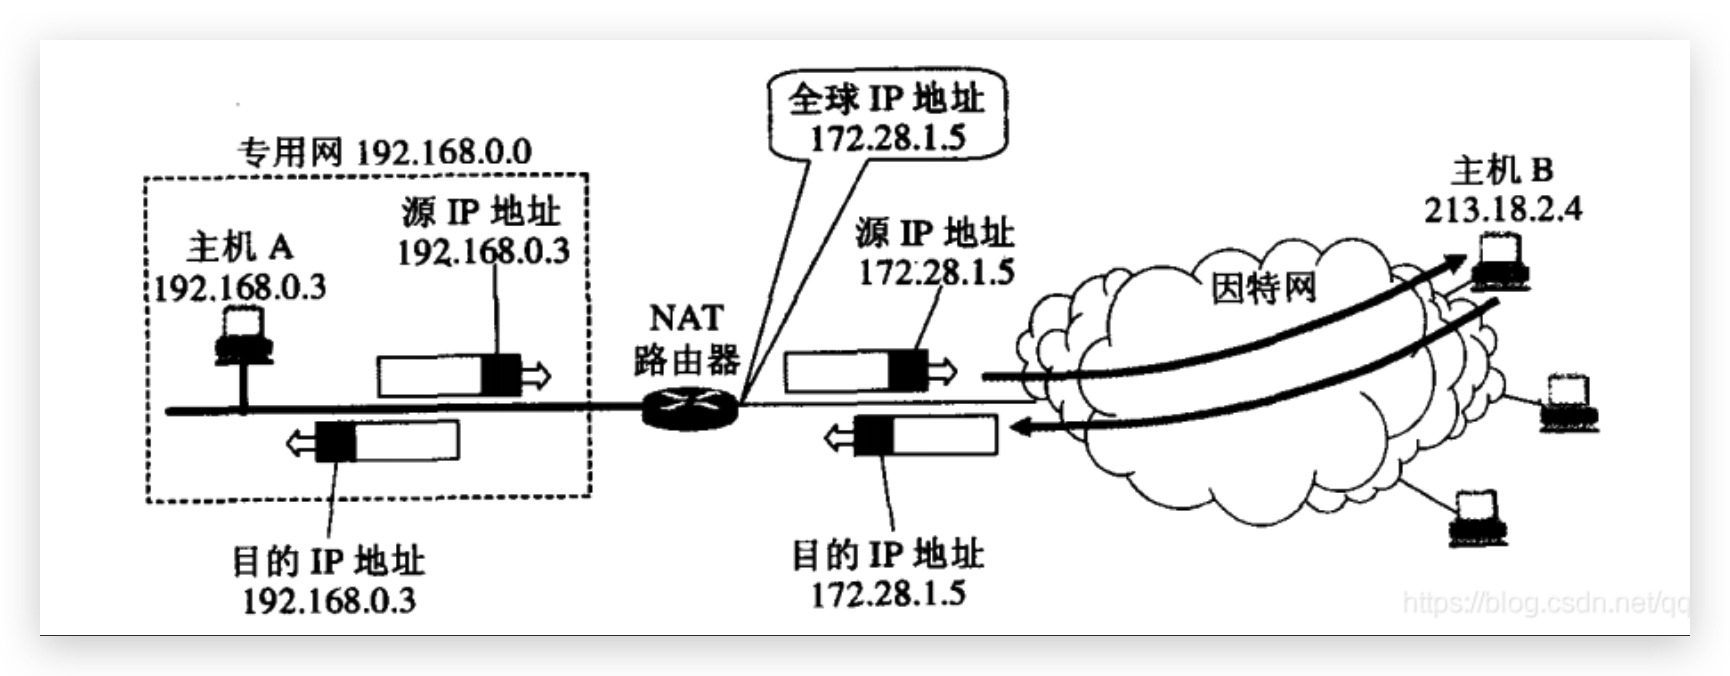 全球 IP 地址
172.28.1.5
专用网 192.168.0.0
源 IP 地址
192.168.0.3
主机 A
192.168.0.3
NAT
路由器
源 IP 地址
172.28.1.5
因特网
主机 B
213.18.2.4
目的 IP 地址
192.168.0.3
目的 IP 地址
172.28.1.5
https://blog.csdn.net/qq